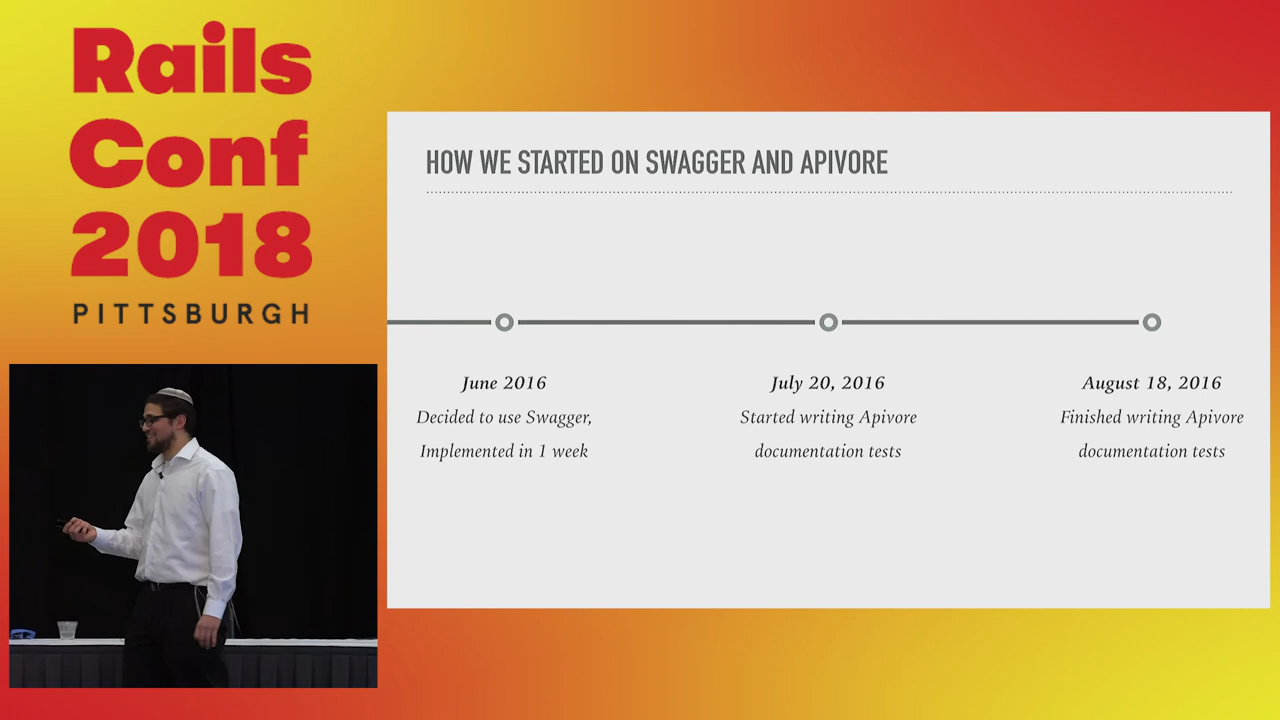 Rails
Conf
2018
PITTSBURGH
HOW WE STARTED ON SWAGGER AND APIVORE
June 2016
Decided to use Swagger,
Implemented in 1 week
July 20, 2016
Started writing Apivore
documentation tests
August 18, 2016
Finished writing Apivore
documentation tests